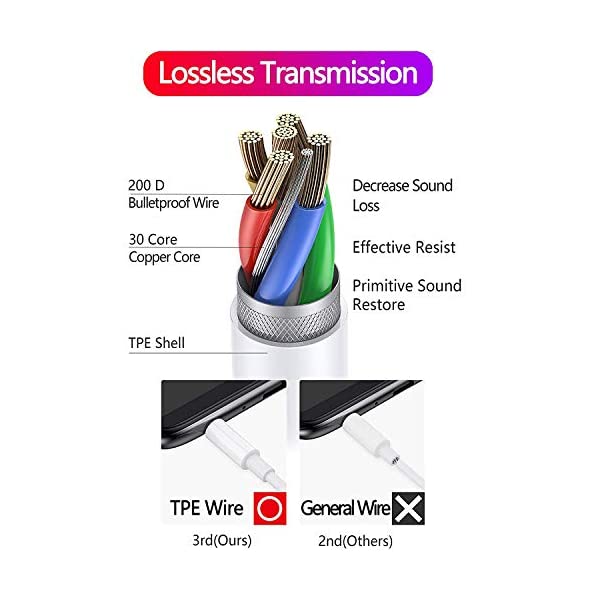 Lossless Transmission
200 D
Bulletproof Wire
30 Core
Copper Core
TPE Shell
Decrease Sound
Loss
Effective Resist
Primitive Sound
Restore
TPE Wire
General Wire
3rd(Ours)
2nd(Others)